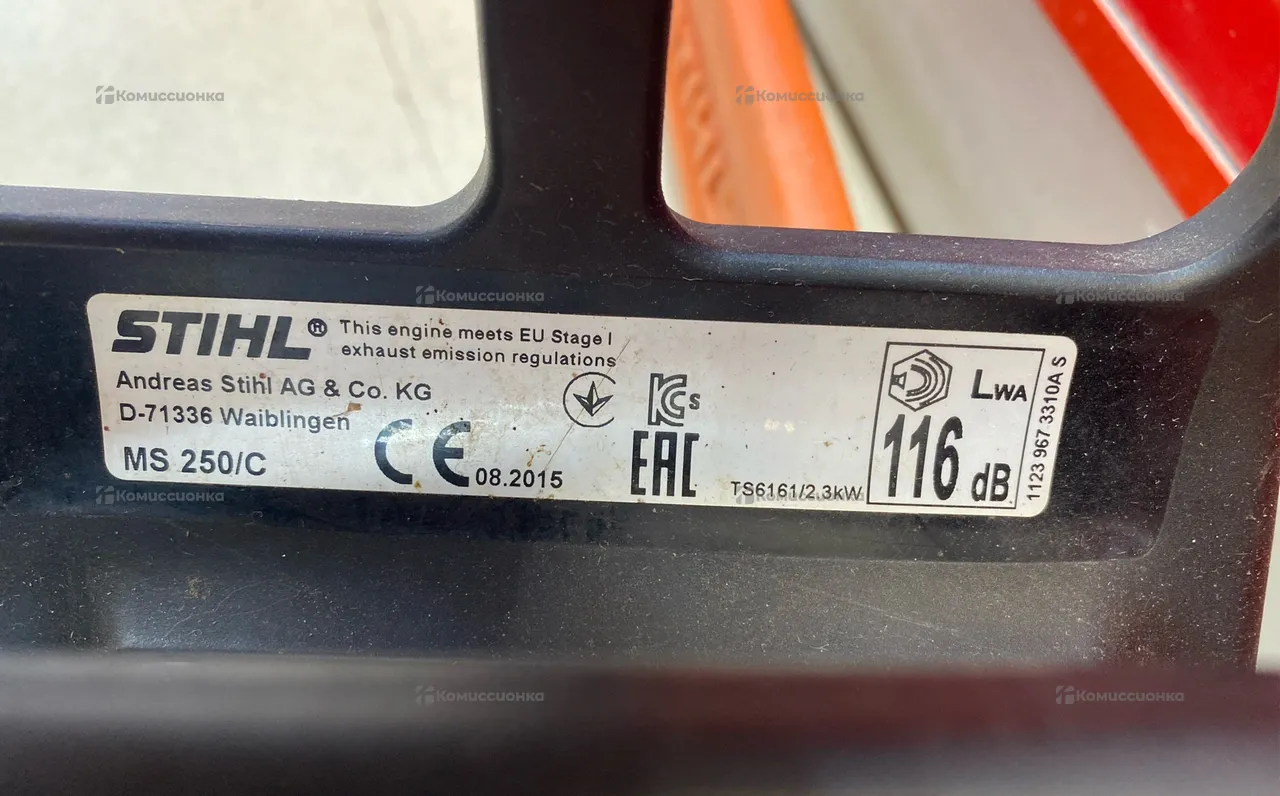 STIHL® This engine meets EU Stage I
exhaust emission regulations
Andreas Stihl AG & Co. KG
D-71336 Waiblingen
MS 250/C
CE 08.2015
KCs
EAC
TS6161/2.3kW
LWA
116 dB
1123 967 3310A S
Комиссионка
Комиссионка
Комиссионка
Комиссионка
Комиссионка
Комиссионка
Комиссионка
Комиссионка